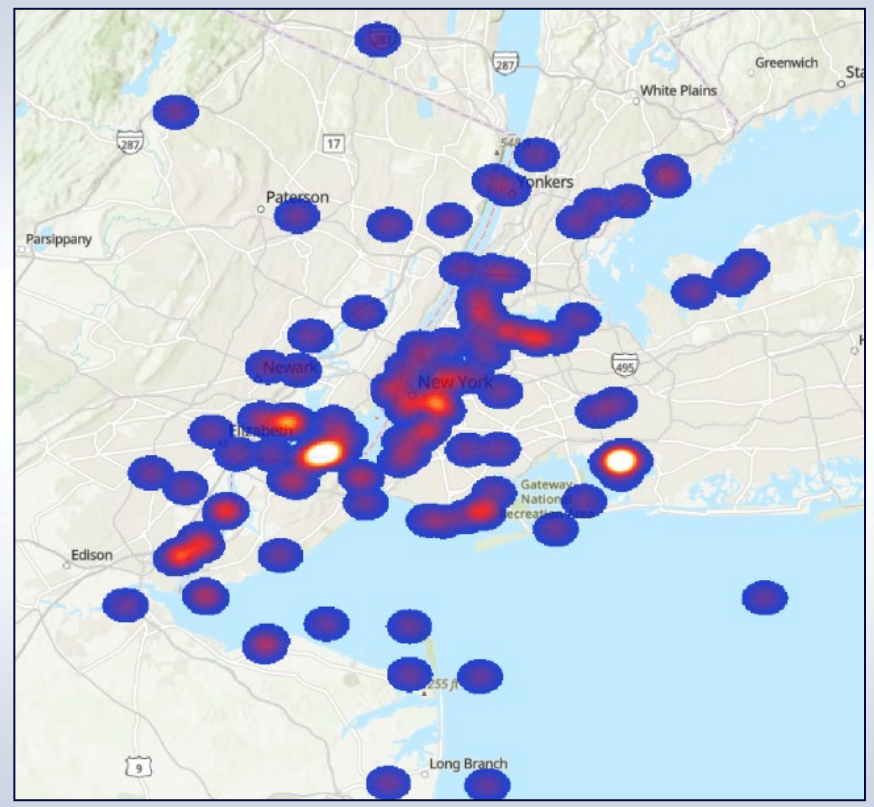 287
287
Greenwich
Sta
White Plains
287
17
548 ft
Yonkers
Paterson
Parsippany
Newark
495
H
New York
Elizabeth
Gateway
National
Recreation Area
Edison
255 ft
Long Branch
9